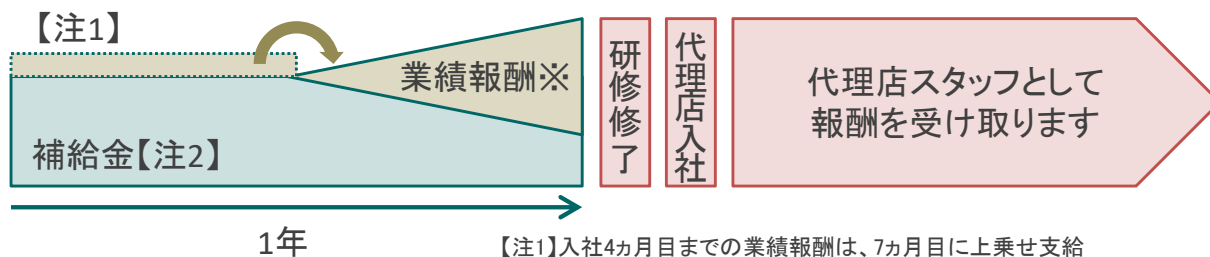 【注1】
業績報酬※
補給金【注2】
研修修了
代理店入社
代理店スタッフとして
報酬を受け取ります
1年
【注1】入社4ヵ月目までの業績報酬は、7ヵ月目に上乗せ支給